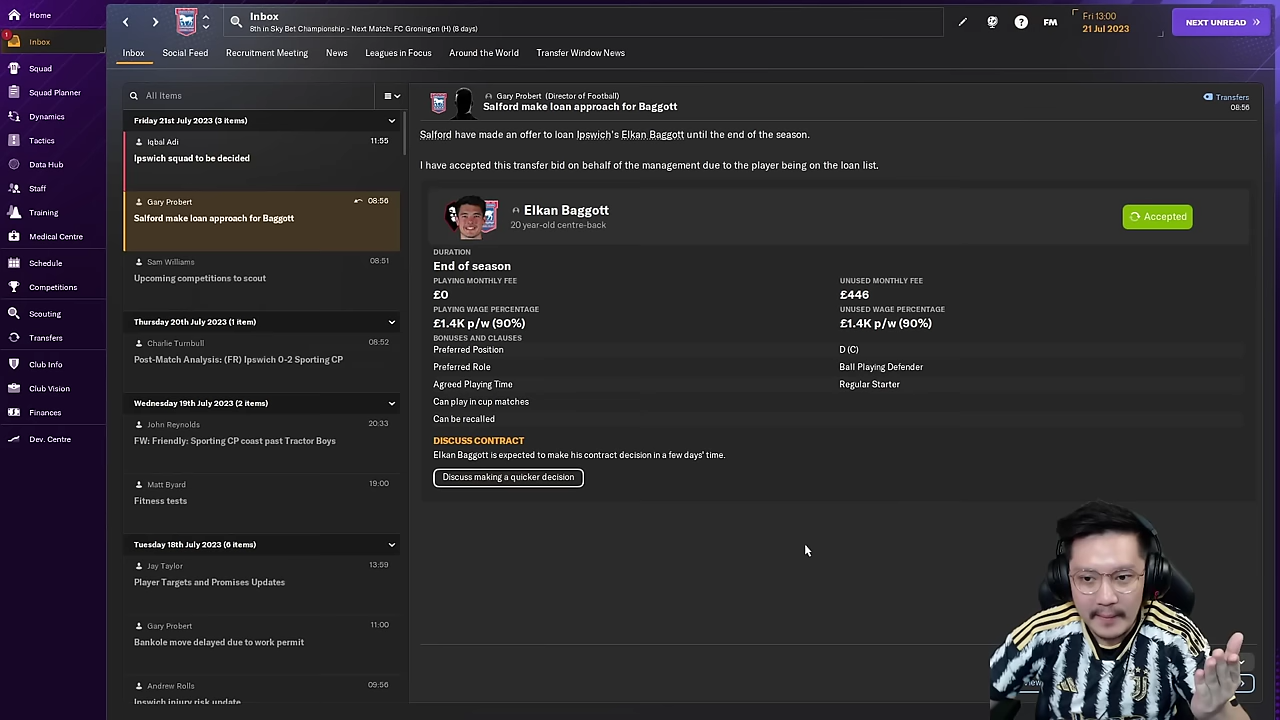 Home
Inbox
8th in Sky Bet Championship - Next Match: FC Groningen (H) (8 days)
FM
Fri 13:00
21 Jul 2023
NEXT UNREAD
1
Inbox
Squad
Squad Planner
Dynamics
Tactics
Data Hub
Staff
Training
Medical Centre
Schedule
Competitions
Scouting
Transfers
Club Info
Club Vision
Finances
Dev. Centre
Inbox
Social Feed
Recruitment Meeting
News
Leagues in Focus
Around the World
Transfer Window News
All Items
Friday 21st July 2023 (3 items)
Iqbal Adi
11:55
Ipswich squad to be decided
Gary Probert
08:56
Salford make loan approach for Baggott
Sam Williams
08:51
Upcoming competitions to scout
Thursday 20th July 2023 (1 item)
Charlie Turnbull
08:52
Post-Match Analysis: (FR) Ipswich 0-2 Sporting CP
Wednesday 19th July 2023 (2 items)
John Reynolds
20:33
FW: Friendly: Sporting CP coast past Tractor Boys
Matt Byard
19:00
Fitness tests
Tuesday 18th July 2023 (6 items)
Jay Taylor
13:59
Player Targets and Promises Updates
Gary Probert
11:00
Bankole move delayed due to work permit
Andrew Rolls
09:56
Ipswich injury risk update
Gary Probert (Director of Football)
Salford make loan approach for Baggott
Transfers
08:56
Salford have made an offer to loan Ipswich's Elkan Baggott until the end of the season.
I have accepted this transfer bid on behalf of the management due to the player being on the loan list.
Elkan Baggott
20 year-old centre-back
Accepted
DURATION
End of season
PLAYING MONTHLY FEE
UNUSED MONTHLY FEE
£0
£446
PLAYING WAGE PERCENTAGE
UNUSED WAGE PERCENTAGE
£1.4K p/w (90%)
£1.4K p/w (90%)
BONUSES AND CLAUSES
Preferred Position
D (C)
Preferred Role
Ball Playing Defender
Agreed Playing Time
Regular Starter
Can play in cup matches
Can be recalled
DISCUSS CONTRACT
Elkan Baggott is expected to make his contract decision in a few days' time.
Discuss making a quicker decision